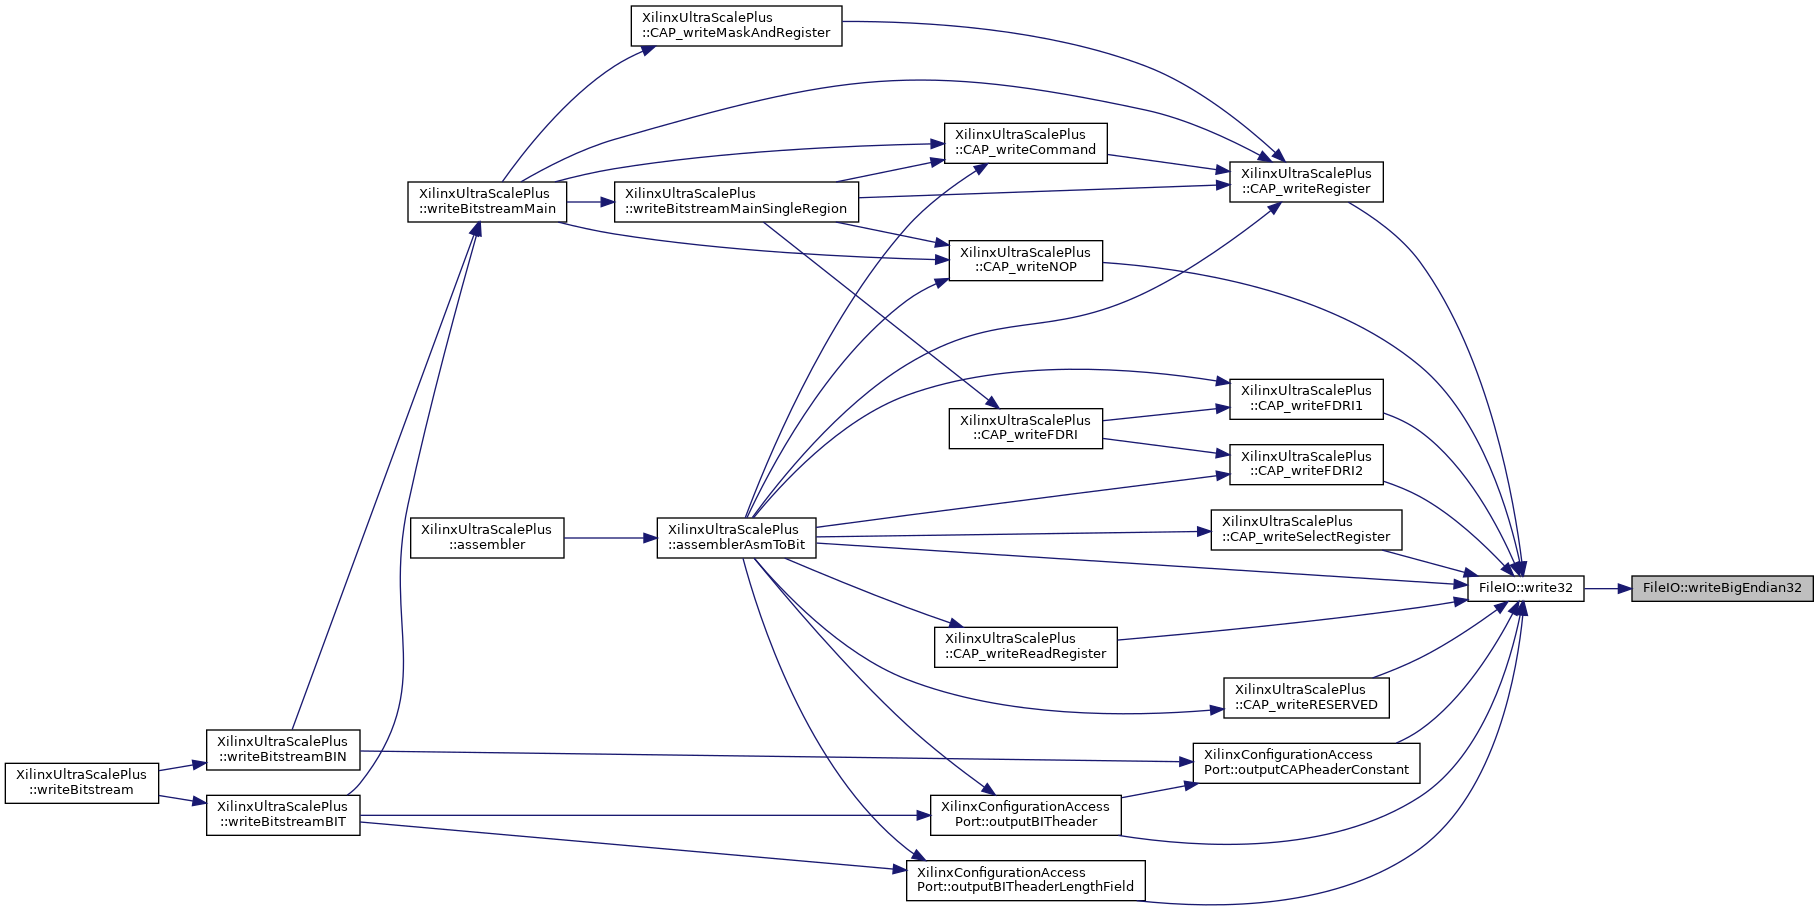 XilinxUltraScalePlus
::CAP_writeMaskAndRegister
XilinxUltraScalePlus
::CAP_writeCommand
XilinxUltraScalePlus
::CAP_writeRegister
XilinxUltraScalePlus
::writeBitstreamMain
XilinxUltraScalePlus
::writeBitstreamMainSingleRegion
XilinxUltraScalePlus
::CAP_writeNOP
XilinxUltraScalePlus
::CAP_writeFDRI1
XilinxUltraScalePlus
::CAP_writeFDRI
XilinxUltraScalePlus
::CAP_writeFDRI2
XilinxUltraScalePlus
::CAP_writeSelectRegister
XilinxUltraScalePlus
::assembler
XilinxUltraScalePlus
::assemblerAsmToBit
FileIO::write32
FileIO::writeBigEndian32
XilinxUltraScalePlus
::CAP_writeReadRegister
XilinxUltraScalePlus
::CAP_writeRESERVED
XilinxUltraScalePlus
::writeBitstreamBIN
XilinxConfigurationAccess
Port::outputCAPheaderConstant
XilinxUltraScalePlus
::writeBitstream
XilinxUltraScalePlus
::writeBitstreamBIT
XilinxConfigurationAccess
Port::outputBITheader
XilinxConfigurationAccess
Port::outputBITheaderLengthField